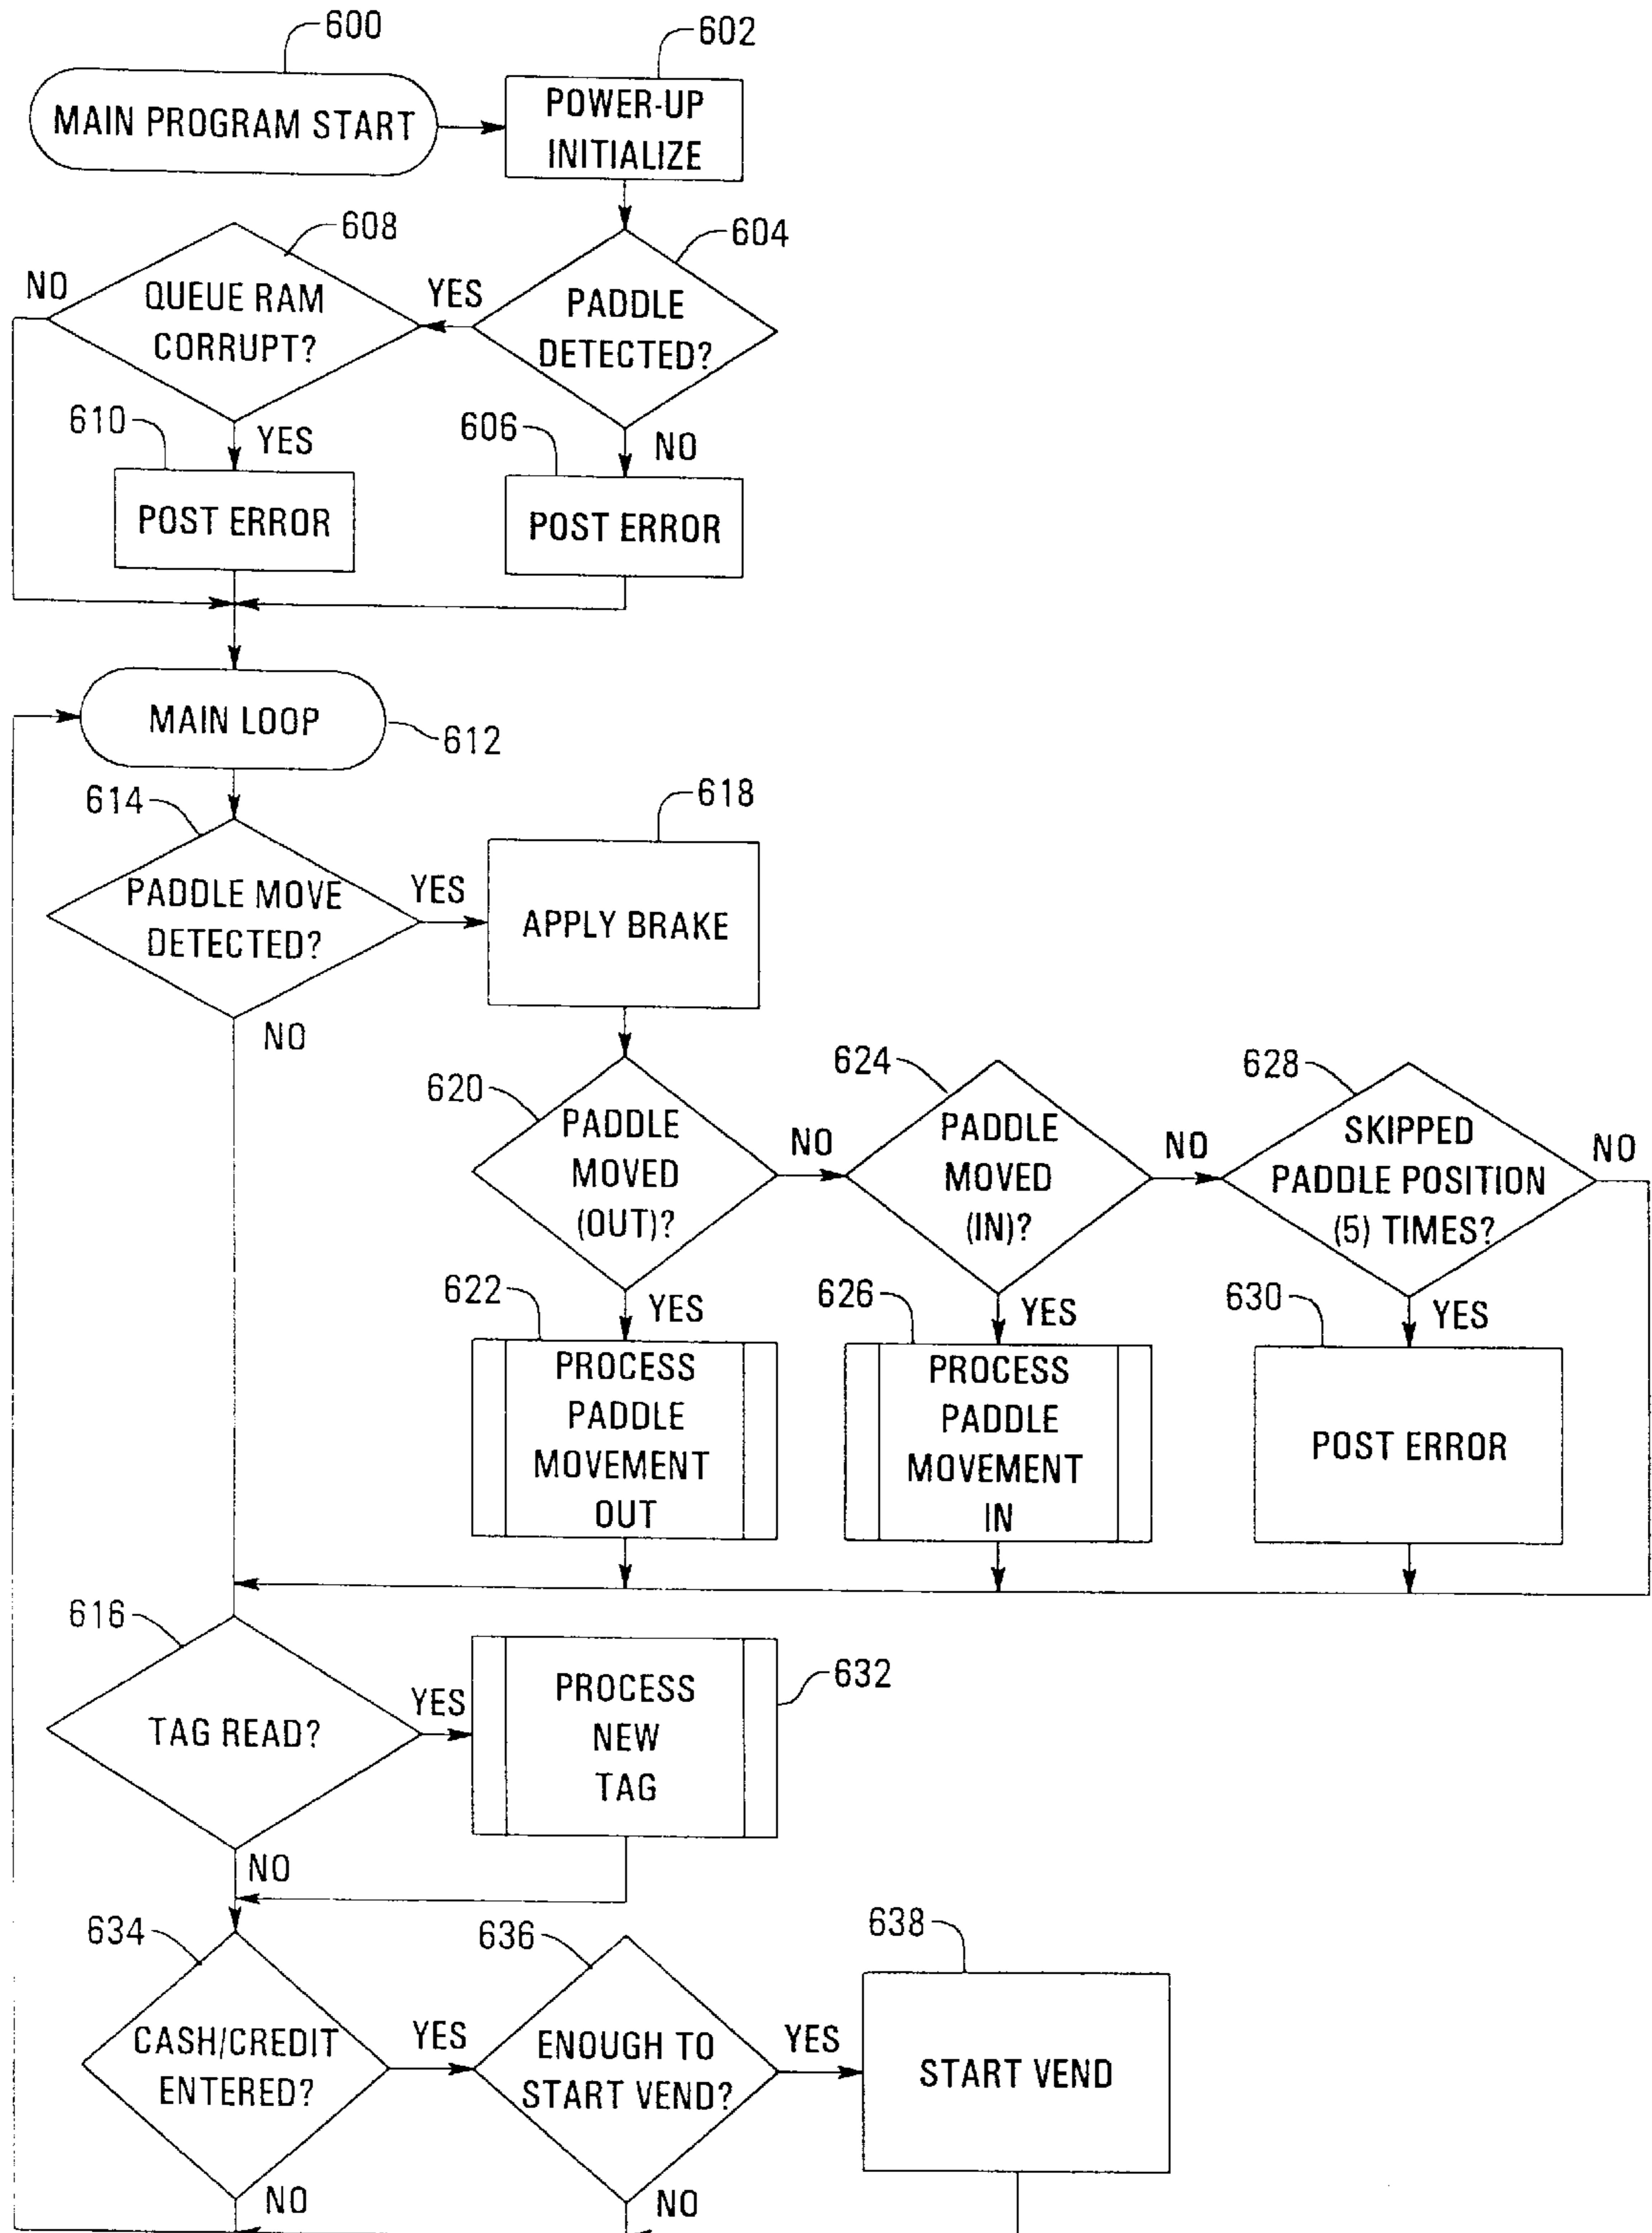 600
602
MAIN PROGRAM START
POWER-UP
INITIALIZE
608
604
NO
QUEUE RAM
CORRUPT?
YES
PADDLE
DETECTED?
610
YES
606
NO
POST ERROR
POST ERROR
MAIN LOOP
612
614
618
PADDLE MOVE
DETECTED?
YES
APPLY BRAKE
NO
620
PADDLE
MOVED
(OUT)?
NO
624
PADDLE
MOVED
(IN)?
NO
628
SKIPPED
PADDLE POSITION
(5) TIMES?
NO
622
YES
626
YES
630
YES
PROCESS
PADDLE
MOVEMENT
OUT
PROCESS
PADDLE
MOVEMENT
IN
POST ERROR
616
TAG READ?
YES
PROCESS
NEW
TAG
632
NO
634
636
638
CASH/CREDIT
ENTERED?
YES
ENOUGH TO
START VEND?
YES
START VEND
NO
NO